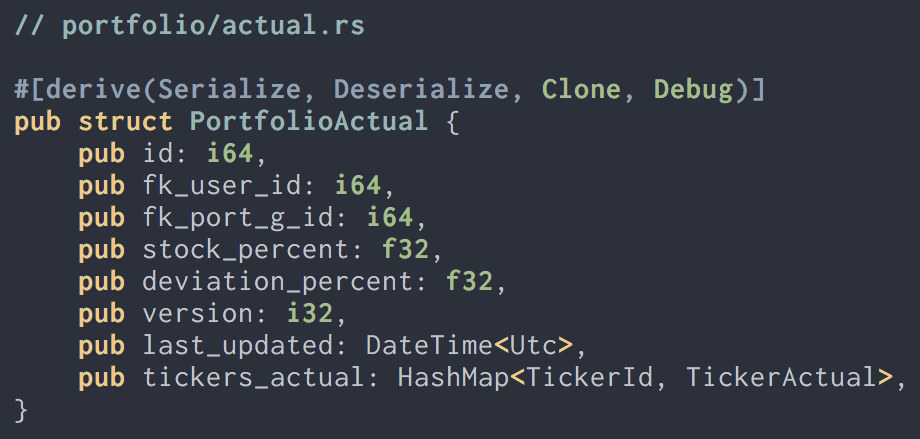 // portfolio/actual.rs
#[derive(Serialize, Deserialize, Clone, Debug)]
pub struct PortfolioActual {
    pub id: i64,
    pub fk_user_id: i64,
    pub fk_port_g_id: i64,
    pub stock_percent: f32,
    pub deviation_percent: f32,
    pub version: i32,
    pub last_updated: DateTime<Utc>,
    pub tickers_actual: HashMap<TickerId, TickerActual>,
}